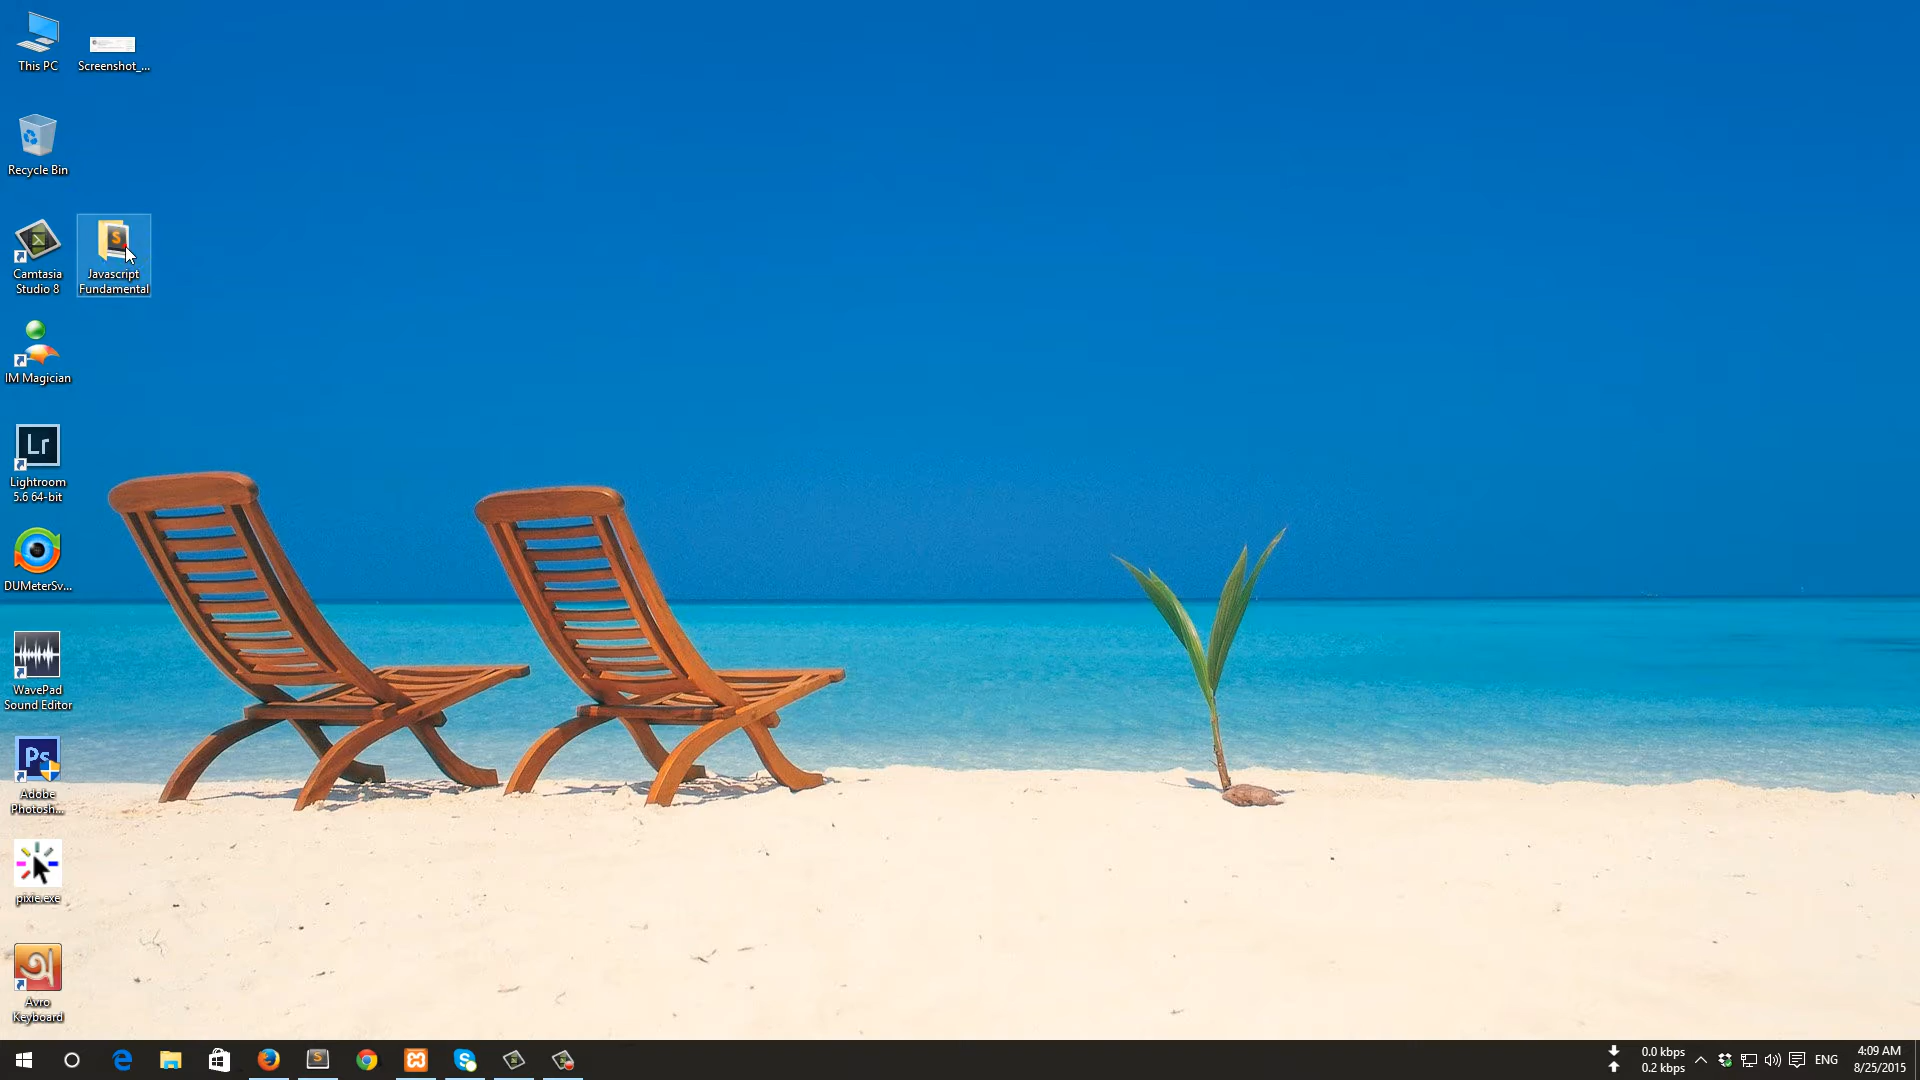 This PC
Screenshot_...
Recycle Bin
Camtasia
Studio 8
S
Javascript
Fundamental
IM Magician
Lr
Lightroom
5.6 64-bit
DUMeterSv...
WavePad
Sound Editor
Ps
Adobe
Photosh...
pixie.exe
অ
Avro
Keyboard
0.0 kbps
0.2 kbps
ENG
4:09 AM
8/25/2015